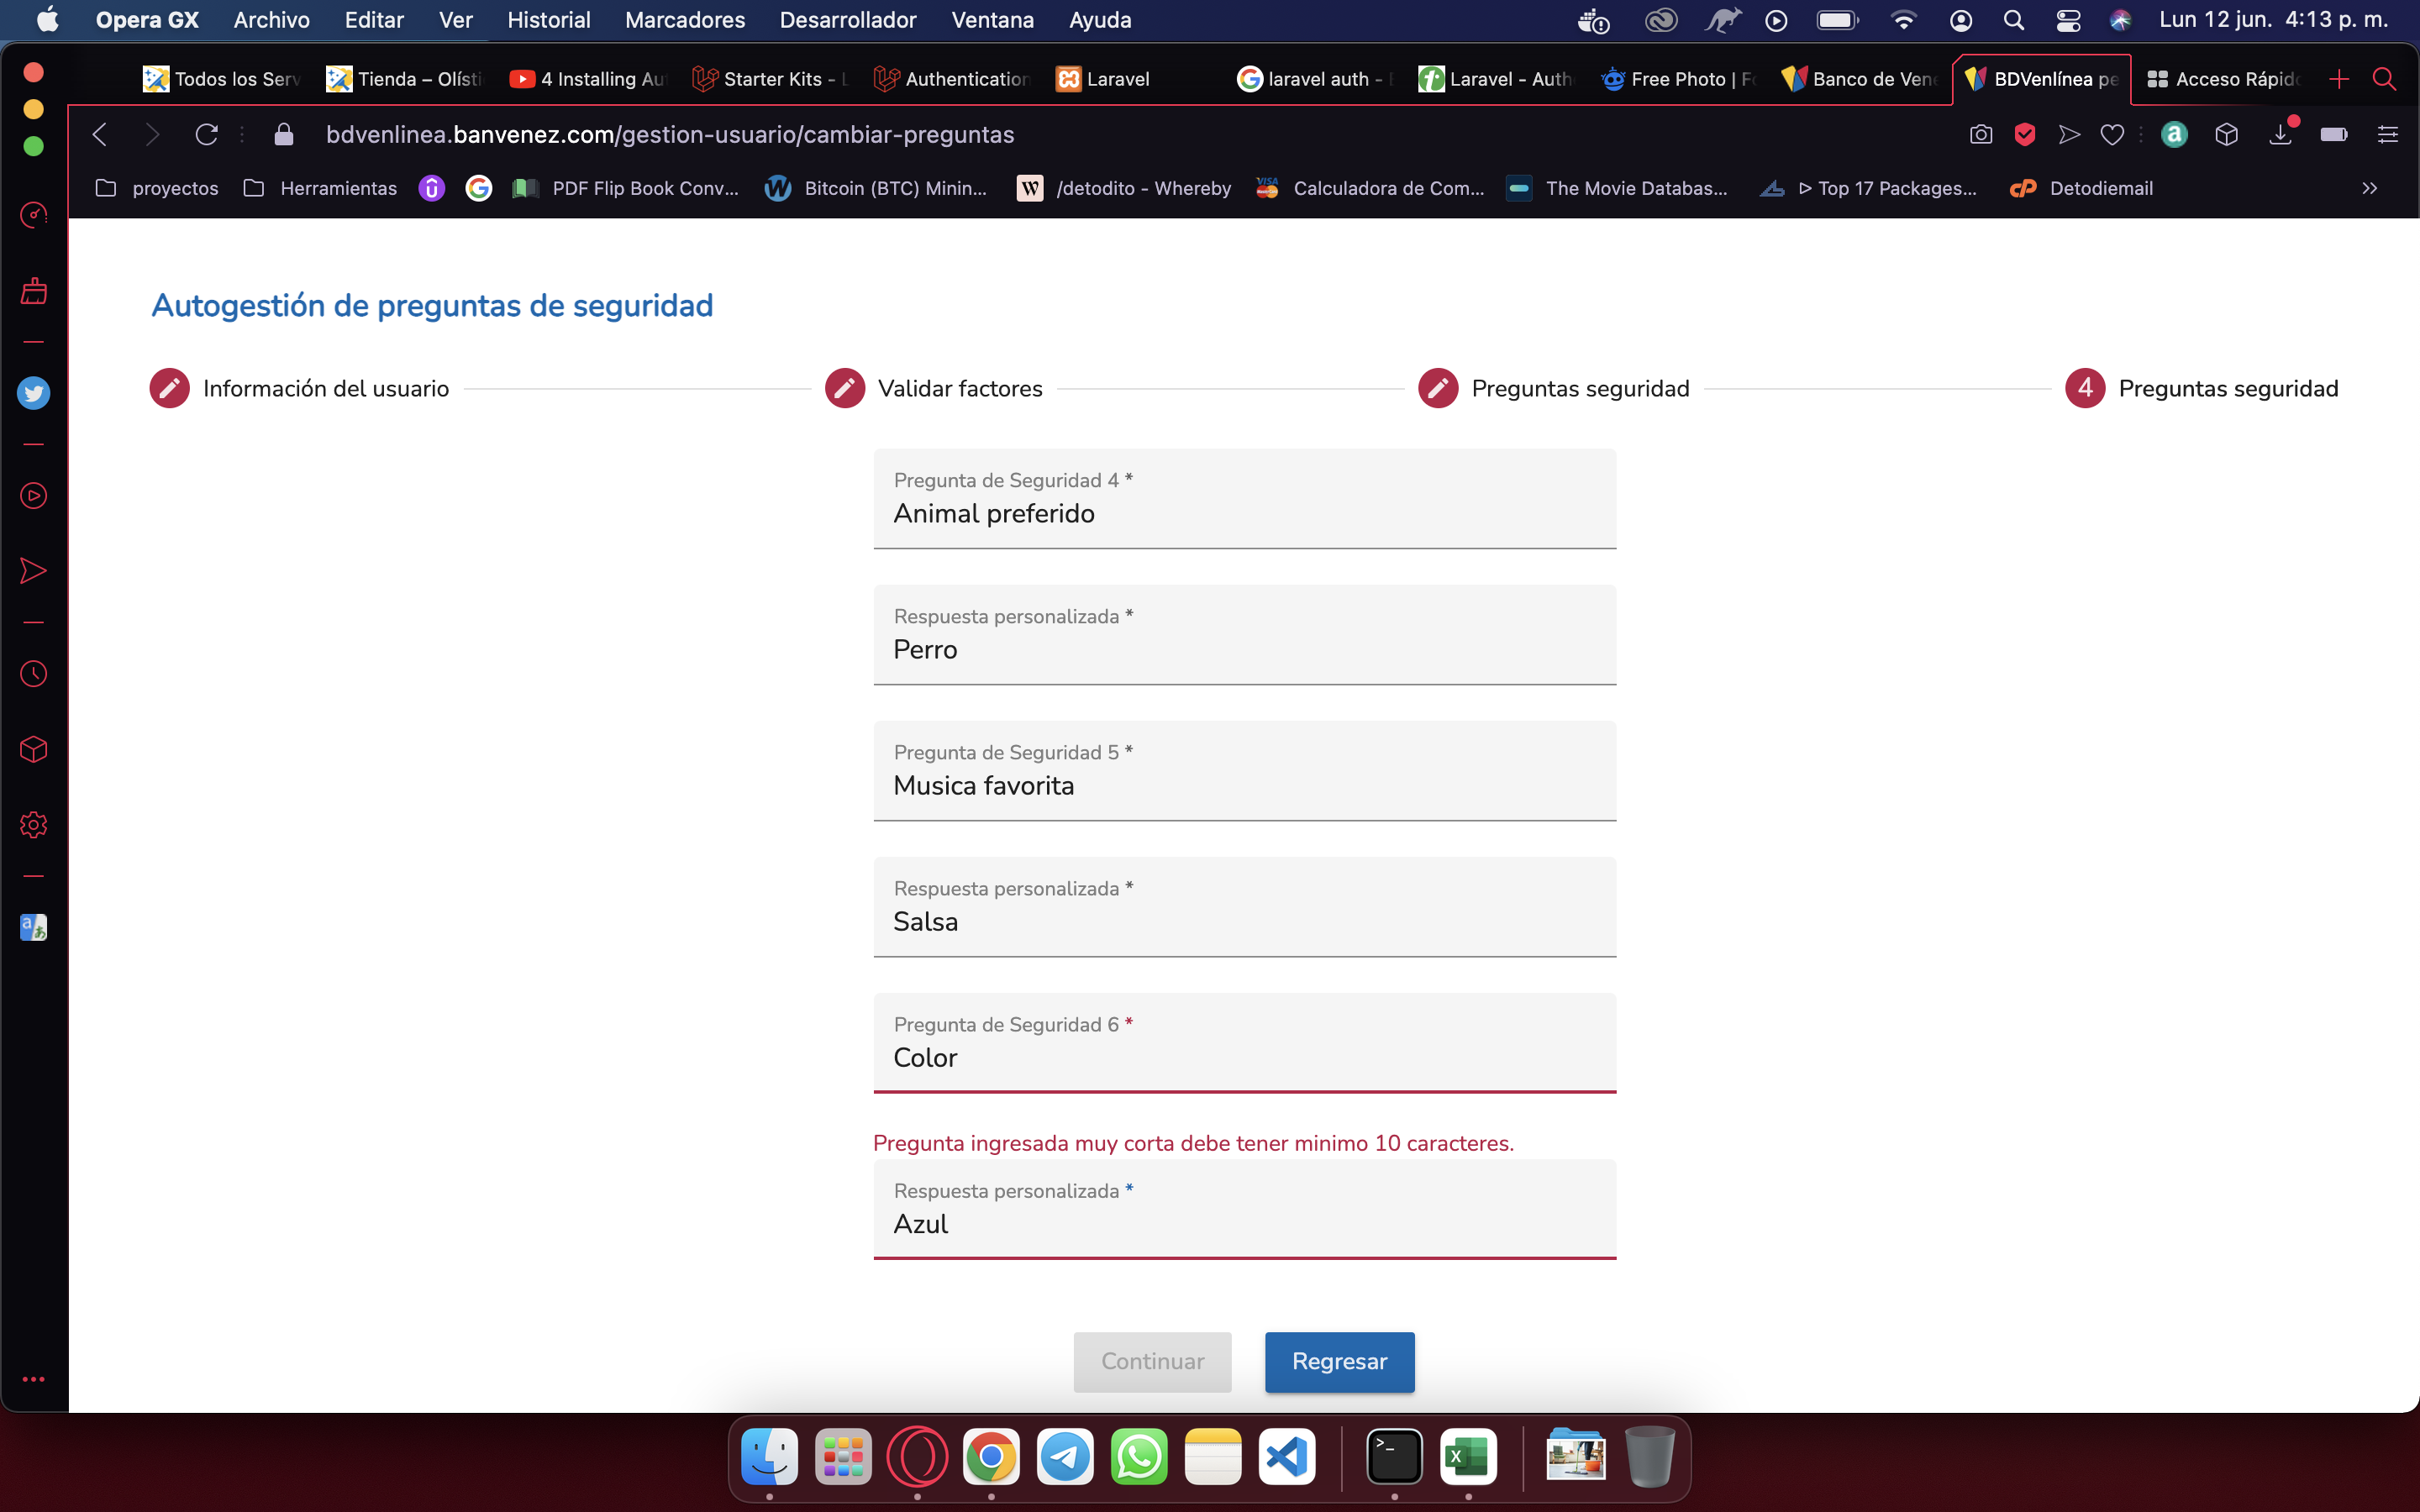 Opera GX Archivo Editar Ver Historial Marcadores Desarrollador Ventana Ayuda Lun 12 jun. 4:13 p. m.
Todos los Serv Tienda – Olísti 4 Installing Au Starter Kits - L Authentication Laravel laravel auth - Laravel - Auth Free Photo | Fo Banco de Vene BDVenlínea pe Acceso Rápido
bdvenlinea.banvenez.com/gestion-usuario/cambiar-preguntas
proyectos Herramientas PDF Flip Book Conv... Bitcoin (BTC) Minin... /detodito - Whereby Calculadora de Com... The Movie Databas... ᐅ Top 17 Packages... Detodiemail
Autogestión de preguntas de seguridad
Información del usuario Validar factores Preguntas seguridad 4 Preguntas seguridad
Pregunta de Seguridad 4 *
Animal preferido
Respuesta personalizada *
Perro
Pregunta de Seguridad 5 *
Musica favorita
Respuesta personalizada *
Salsa
Pregunta de Seguridad 6 *
Color
Pregunta ingresada muy corta debe tener minimo 10 caracteres.
Respuesta personalizada *
Azul
Continuar Regresar